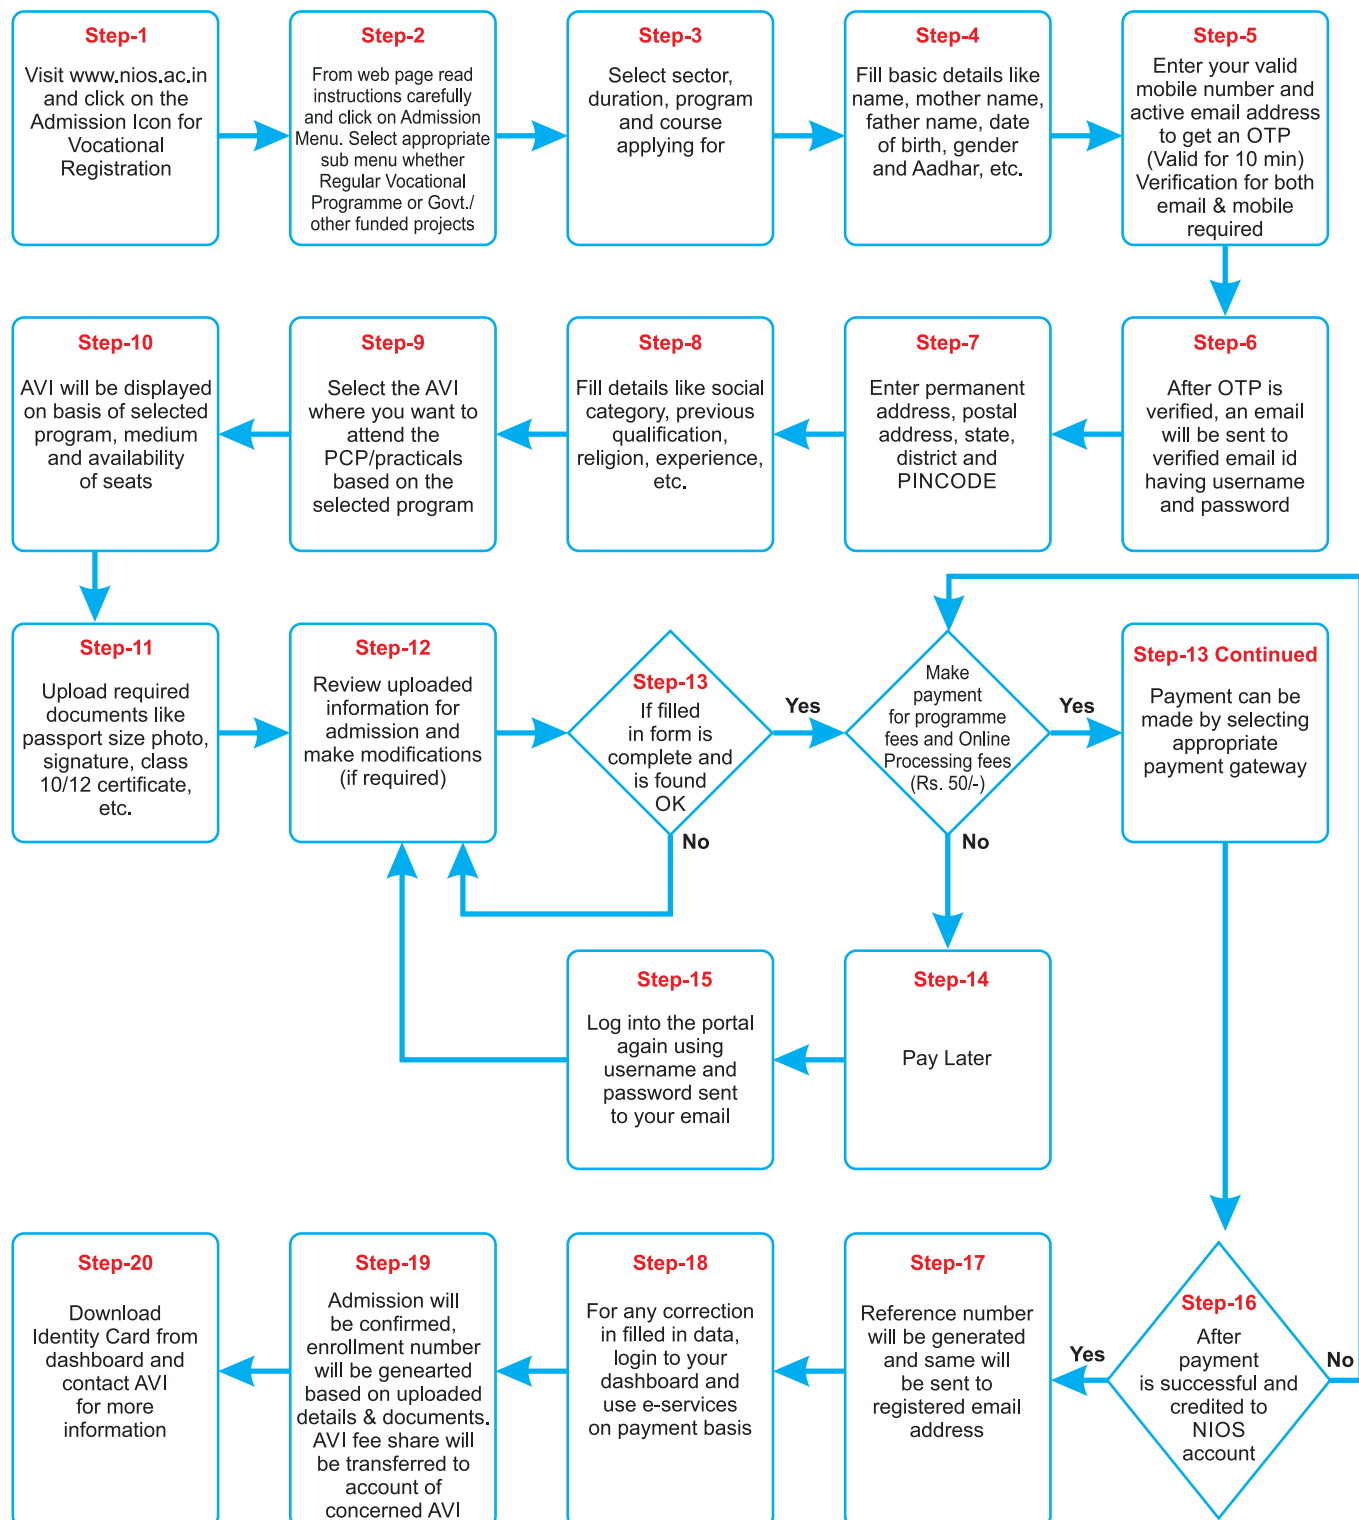 Step-1
Visit www.nios.ac.in
and click on the
Admission Icon for
Vocational
Registration
Step-2
From web page read
instructions carefully
and click on Admission
Menu. Select appropriate
sub menu whether
Regular Vocational
Programme or Govt./
other funded projects
Step-3
Select sector,
duration, program
and course
applying for
Step-4
Fill basic details like
name, mother name,
father name, date
of birth, gender
and Aadhar, etc.
Step-5
Enter your valid
mobile number and
active email address
to get an OTP
(Valid for 10 min)
Verification for both
email & mobile
required
Step-6
After OTP is
verified, an email
will be sent to
verified email id
having username
and password
Step-7
Enter permanent
address, postal
address, state,
district and
PINCODE
Step-8
Fill details like social
category, previous
qualification,
religion, experience,
etc.
Step-9
Select the AVI
where you want to
attend the
PCP/practicals
based on the
selected program
Step-10
AVI will be displayed
on basis of selected
program, medium
and availability
of seats
Step-11
Upload required
documents like
passport size photo,
signature, class
10/12 certificate,
etc.
Step-12
Review uploaded
information for
admission and
make modifications
(if required)
Step-13
If filled
in form is
complete and
is found
OK
Yes
No
Make
payment
for programme
fees and Online
Processing fees
(Rs. 50/-)
Yes
No
Step-13 Continued
Payment can be
made by selecting
appropriate
payment gateway
Step-14
Pay Later
Step-15
Log into the portal
again using
username and
password sent
to your email
Step-16
After
payment
is successful and
credited to
NIOS
account
No
Yes
Step-17
Reference number
will be generated
and same will
be sent to
registered email
address
Step-18
For any correction
in filled in data,
login to your
dashboard and
use e-services
on payment basis
Step-19
Admission will
be confirmed,
enrollment number
will be genearted
based on uploaded
details & documents.
AVI fee share will
be transferred to
account of
concerned AVI
Step-20
Download
Identity Card from
dashboard and
contact AVI
for more
information